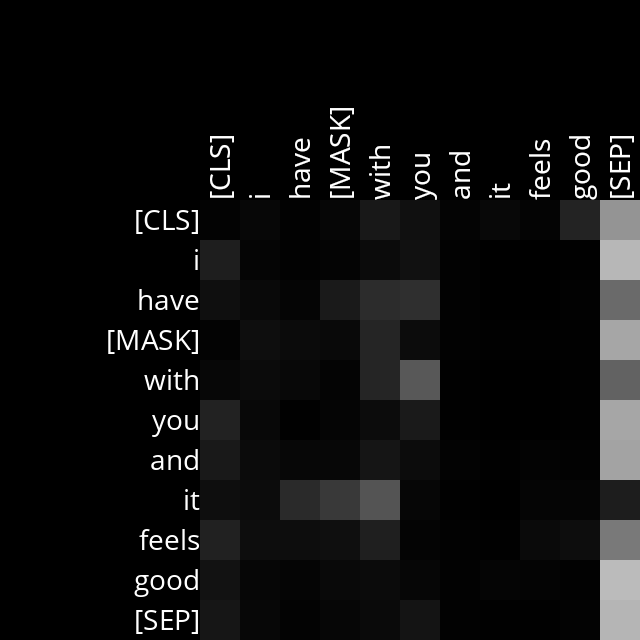 [CLS] i have [MASK] with you and it feels good [SEP]
[CLS]
i
have
[MASK]
with
you
and
it
feels
good
[SEP]